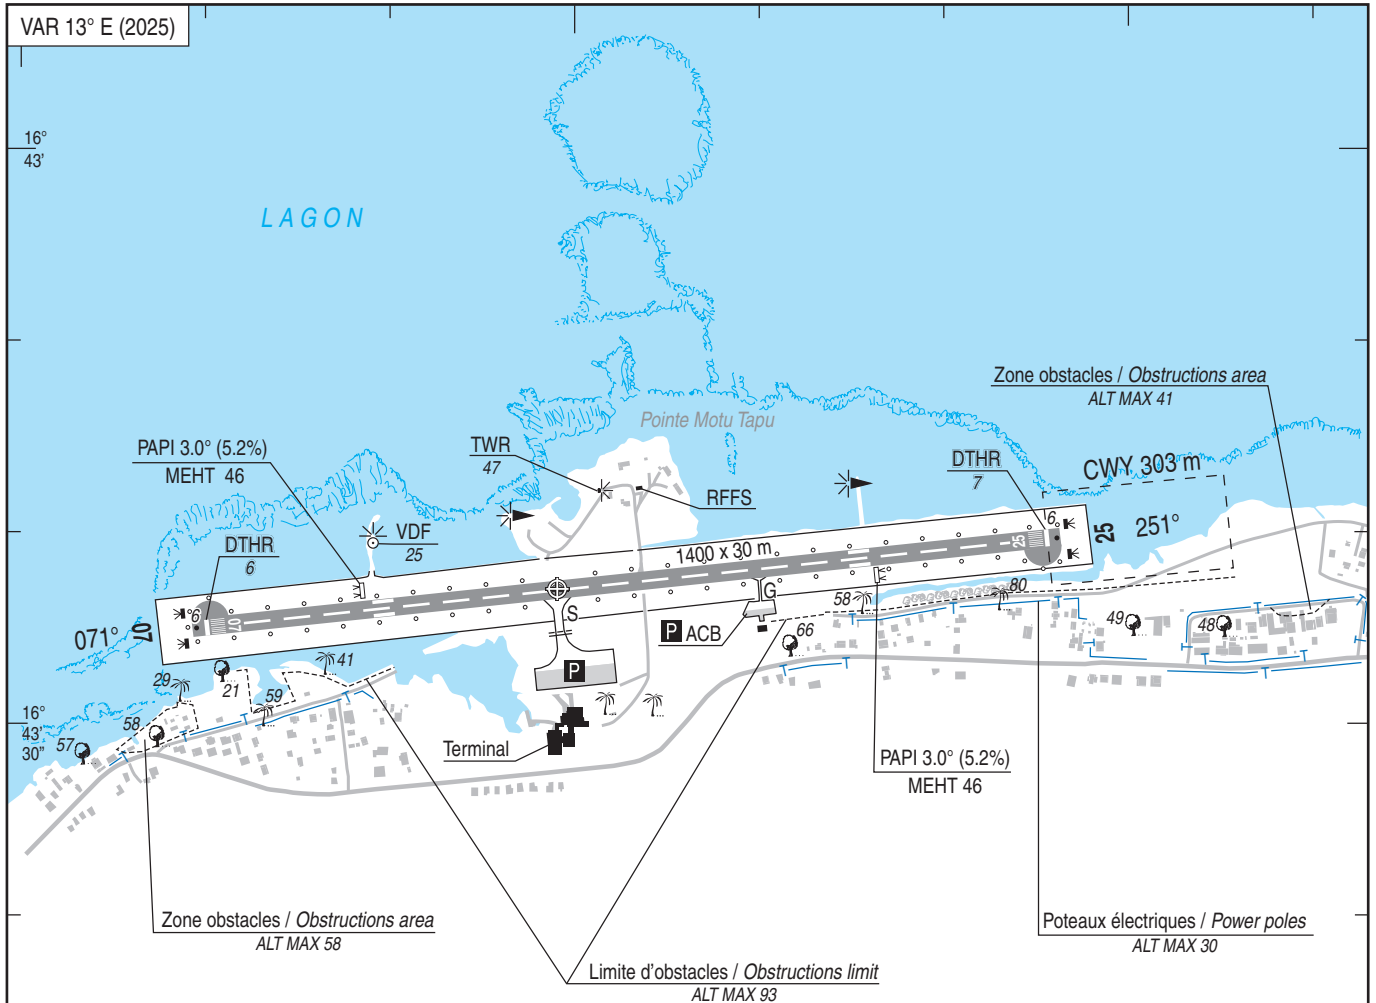 VAR 13° E (2025)
16°
43'
LAGON
Zone obstacles / Obstructions area
ALT MAX 41
Pointe Motu Tapu
PAPI 3.0° (5.2%)
MEHT 46
TWR
47
DTHR
7
CWY 303 m
RFFS
VDF
25
DTHR
6
1400 x 30 m
25
6
25
251°
6
07
07
071°
S
G
58
80
P ACB
66
49
48
P
41
29
21
59
58
57
16°
43'
30"
Terminal
PAPI 3.0° (5.2%)
MEHT 46
Zone obstacles / Obstructions area
ALT MAX 58
Poteaux électriques / Power poles
ALT MAX 30
Limite d'obstacles / Obstructions limit
ALT MAX 93